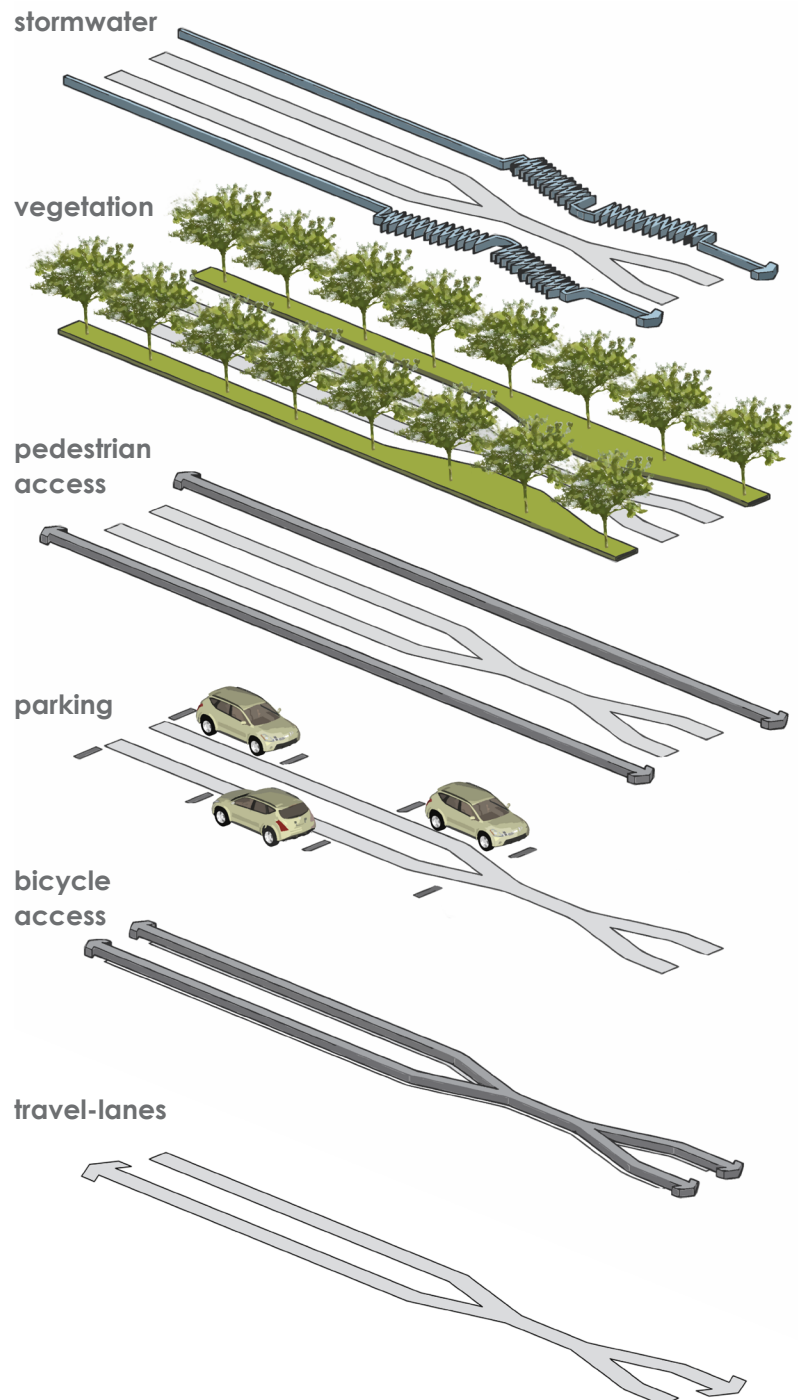 stormwater
vegetation
pedestrian
access
parking
bicycle
access
travel-lanes